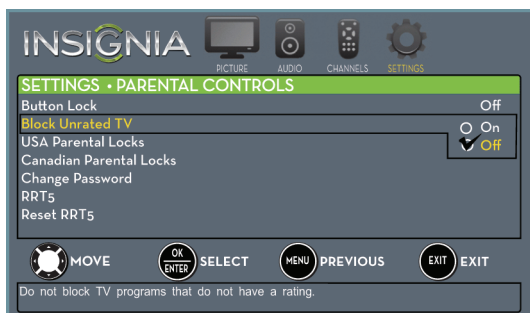 INSIGNIA
PICTURE AUDIO CHANNELS SETTINGS
SETTINGS • PARENTAL CONTROLS
Button Lock Off
Block Unrated TV On
USA Parental Locks Off
Canadian Parental Locks
Change Password
RRT5
Reset RRT5
MOVE OK ENTER SELECT MENU PREVIOUS EXIT EXIT
Do not block TV programs that do not have a rating.